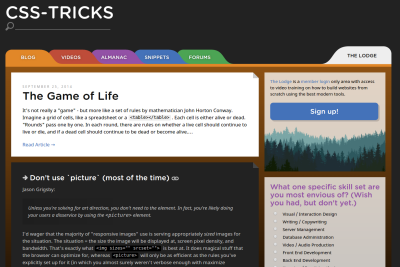 CSS-TRICKS
BLOG
VIDEOS
ALMANAC
SNIPPETS
FORUMS
THE LODGE
The Game of Life
It's not really a "game" - but more like a set of rules by mathematician John Horton Conway.
Imagine a grid of cells, like a spreadsheet or a <table></table>. Each cell is either alive or dead.
"Rounds" pass one by one. In each round, there are rules on whether a live cell should continue
to live or die, and if a dead cell should continue to be dead or become alive....
Read Article →
The Lodge is a member login only area with access
to video training on how to build websites from
scratch using the best modern tools.
Sign up!
→ Don't use `picture` (most of the time)
Jason Grigsby:
Unless you're solving for art direction, you don't need to the element. In fact, you're likely doing
your users a disservice by using the <picture> element.
I'd wager that the majority of "responsive images" use is serving appropriately sized images for
the situation. The situation = the size the image will be displayed at, screen pixel density, and
bandwidth. That's exactly what <img sizes="" srcset=""> is best at. It does magical stuff that
the browser can optimize for, whereas <picture> will only be as efficient as the rules you've
explicitly set up for it (in which you almost surely weren't verbose enough with maximize
What one specific skill set are
you most envious of? (Wish
you had, but don't yet.)
Visual / Interaction Design
Writing / Copywriting
Server Management
Database Administration
Video / Audio Production
Front End Development
Back End Development